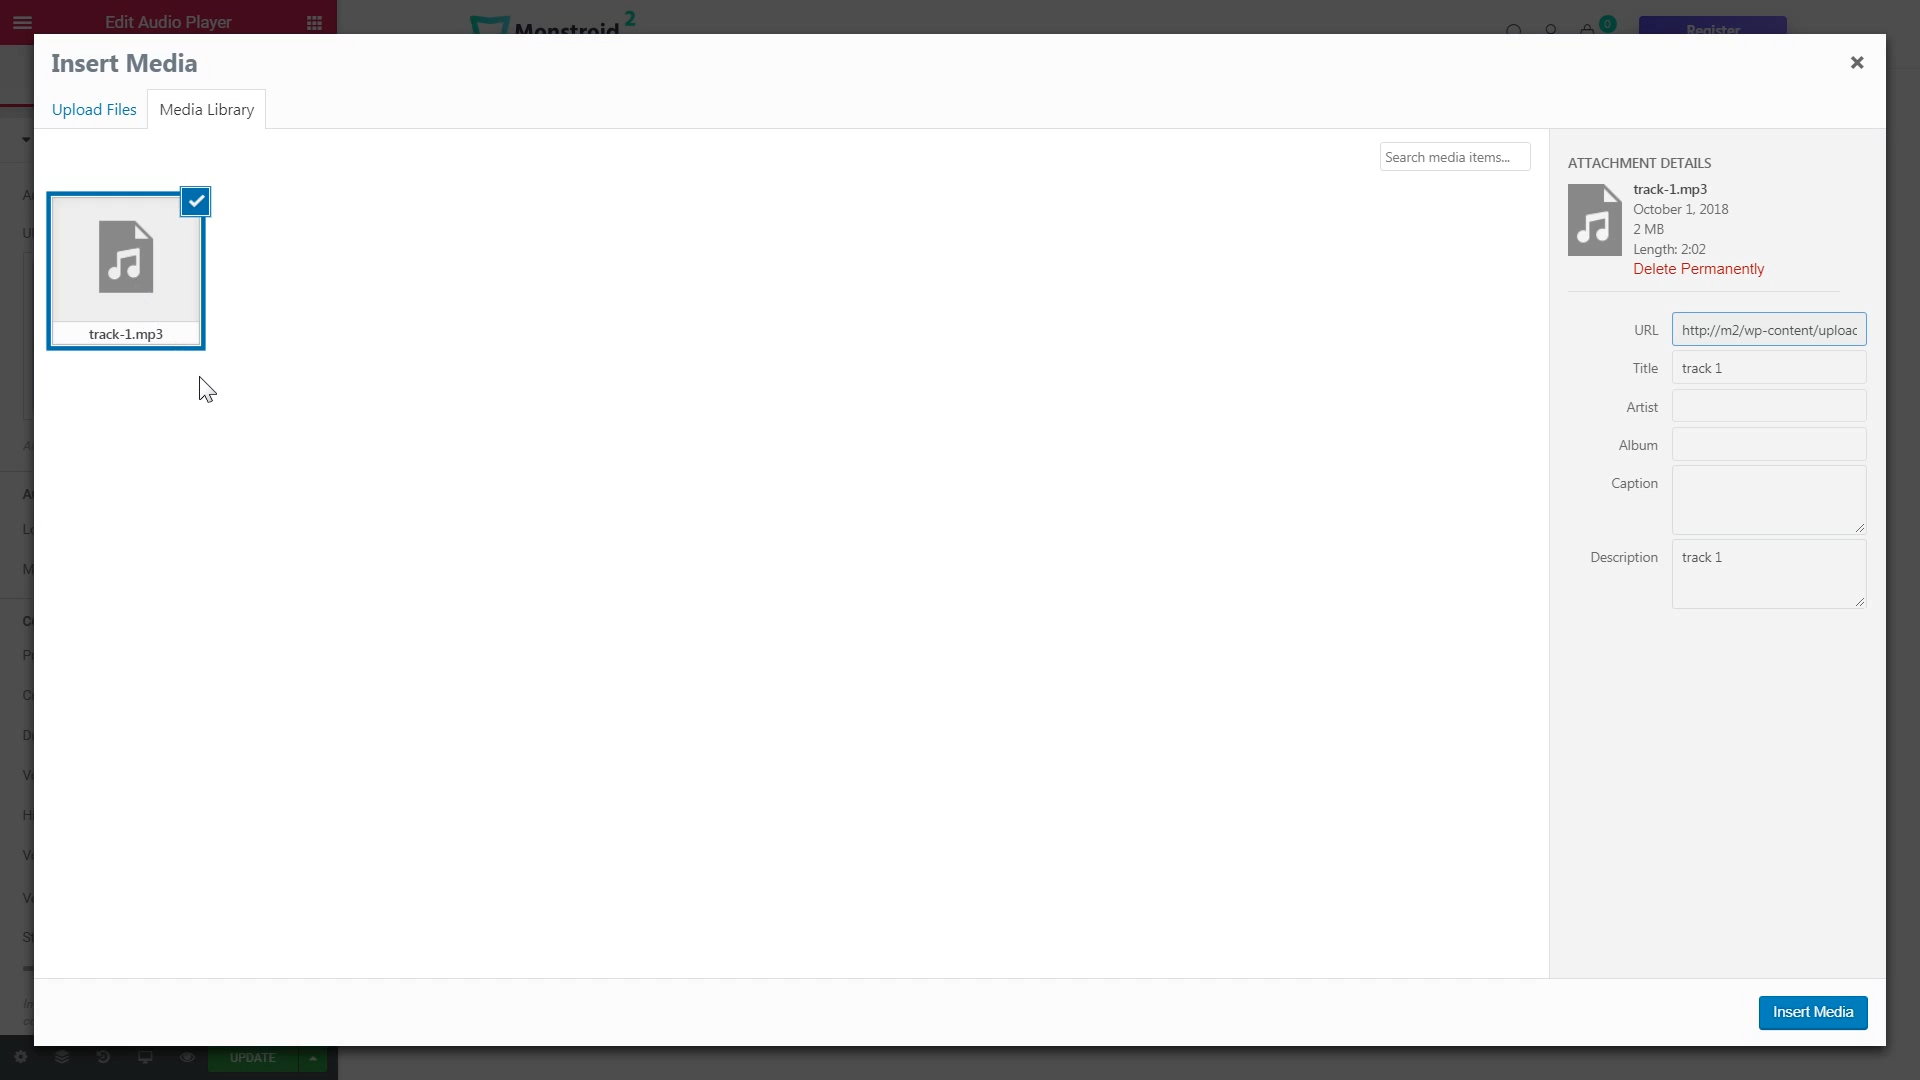 Edit Audio Player
Monstroid 2
0
Register
Insert Media
Upload Files
Media Library
Search media items...
track-1.mp3
ATTACHMENT DETAILS
track-1.mp3
October 1, 2018
2 MB
Length: 2:02
Delete Permanently
URL http://m2/wp-content/uploac
Title track 1
Artist
Album
Caption
Description track 1
Insert Media
UPDATE